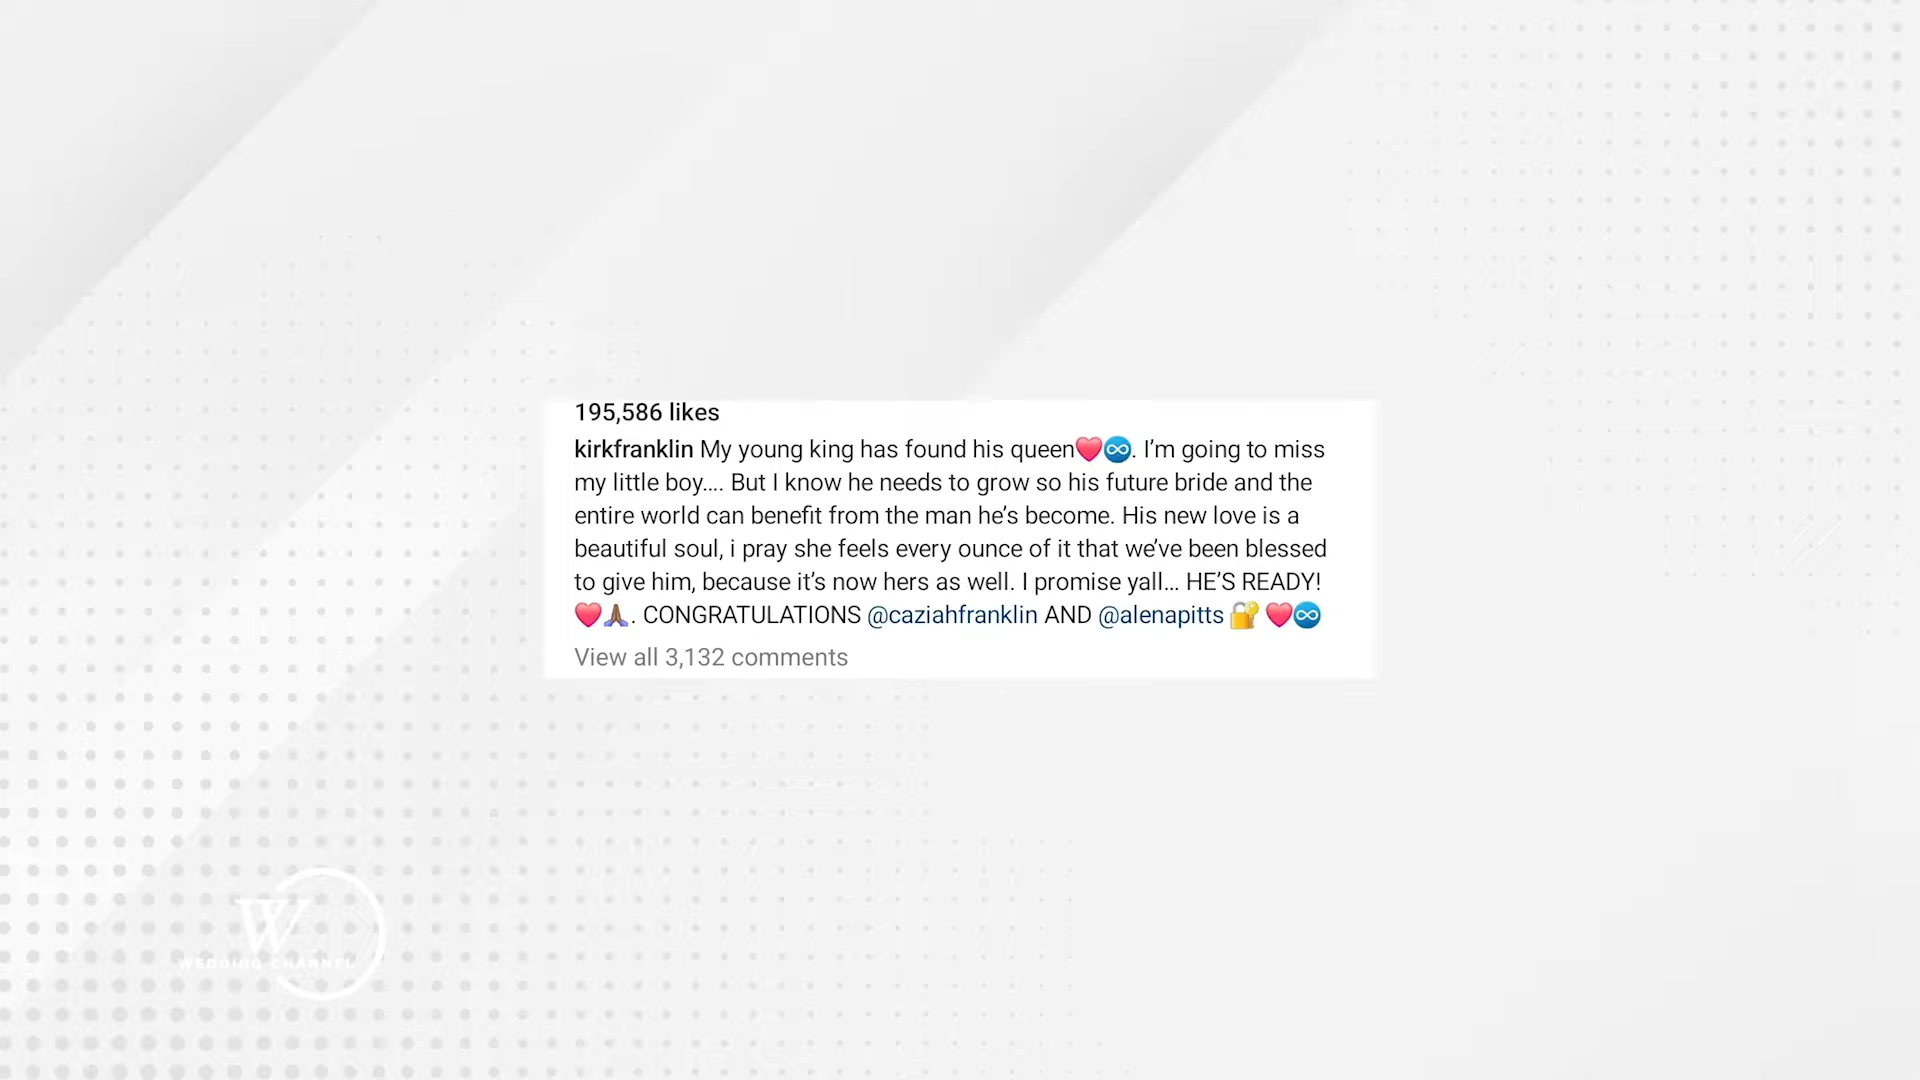 195,586 likes
kirkfranklin My young king has found his queen❤️♾️. I’m going to miss
my little boy.... But I know he needs to grow so his future bride and the
entire world can benefit from the man he’s become. His new love is a
beautiful soul, i pray she feels every ounce of it that we’ve been blessed
to give him, because it’s now hers as well. I promise yall... HE’S READY!
❤️🙏🏾. CONGRATULATIONS @caziahfranklin AND @alenapitts 🔐 ❤️♾️
View all 3,132 comments
W
WEDDING CHANNEL